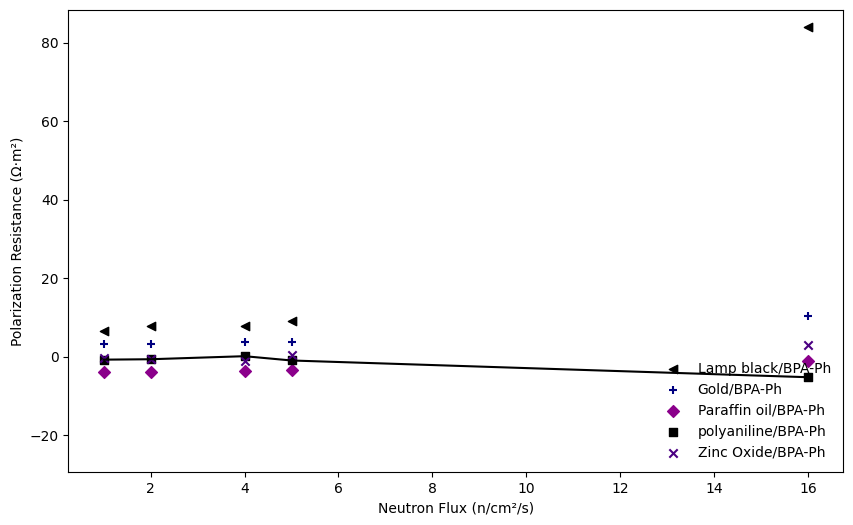 80
60
40
20
0
−20
Polarization Resistance (Ω·m²)
2
4
6
8
10
12
14
16
Neutron Flux (n/cm²/s)
Lamp black/BPA-Ph
Gold/BPA-Ph
Paraffin oil/BPA-Ph
polyaniline/BPA-Ph
Zinc Oxide/BPA-Ph